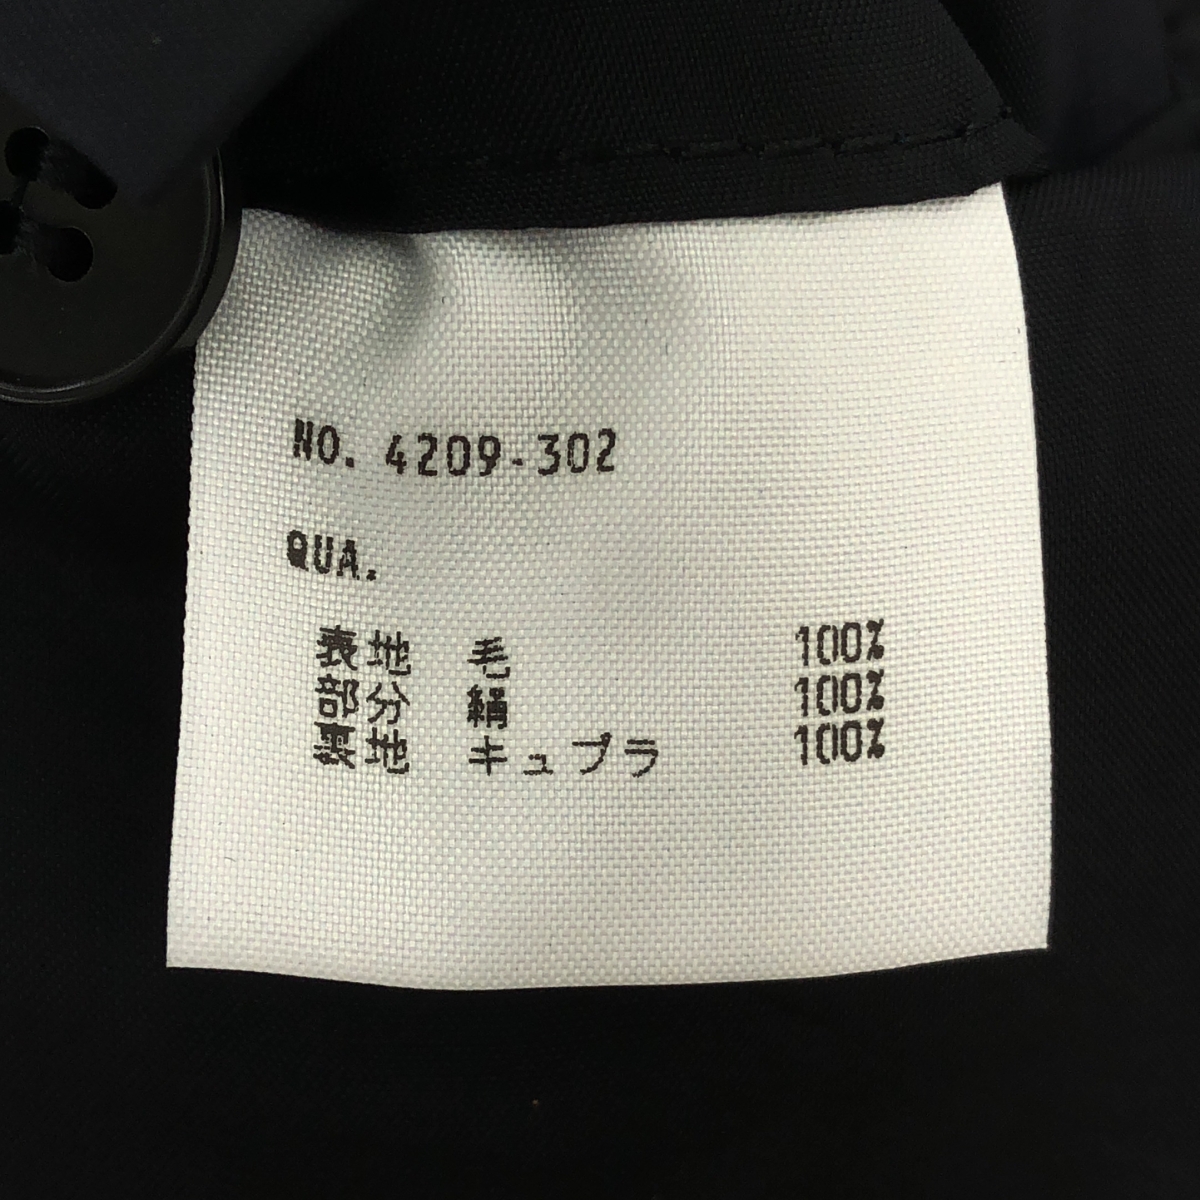 NO. 4209-302
QUA.
表地 毛 100%
部分 絹 100%
裏地 キュプラ 100%